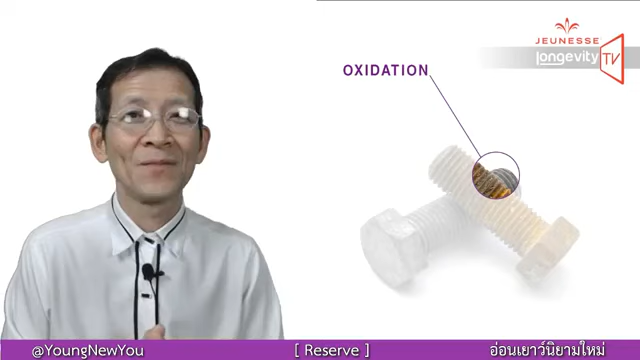 JEUNESSE
longevity TV
OXIDATION
@YoungNewYou
[ Reserve ]
อ่อนเยาว์นิยามใหม่